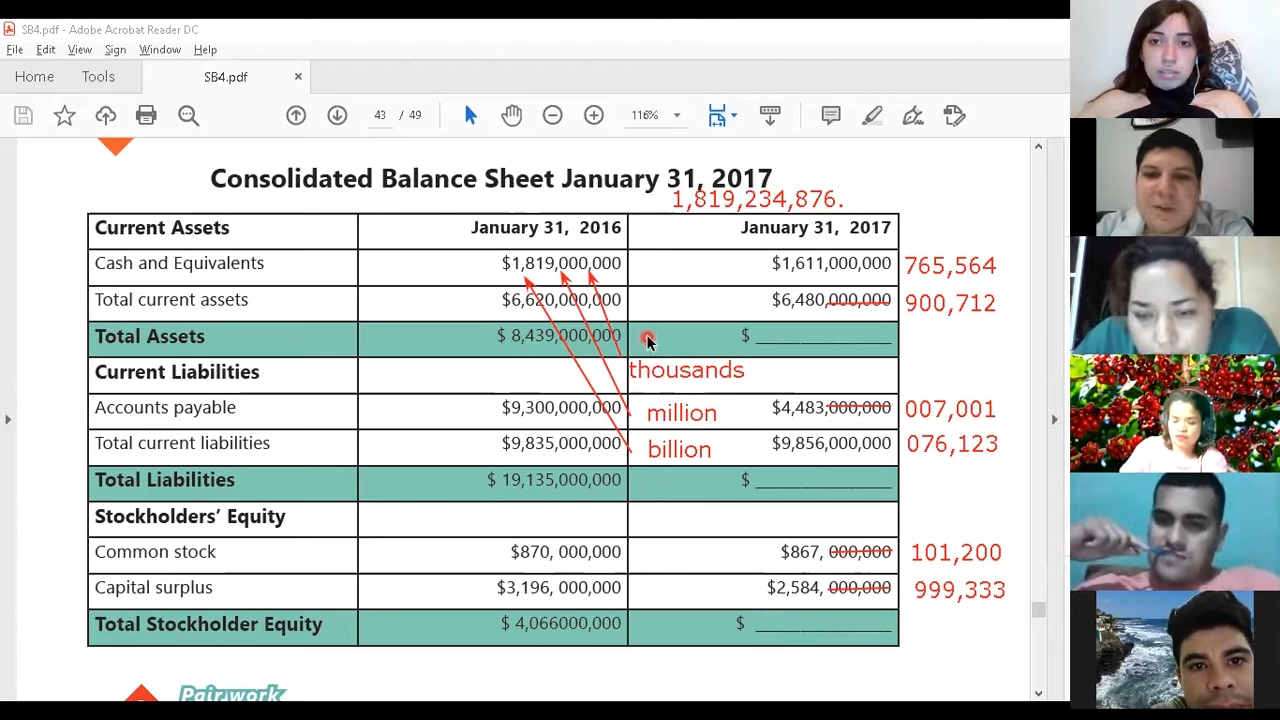 SB4.pdf - Adobe Acrobat Reader DC
File Edit View Sign Window Help
Home Tools SB4.pdf ×
43 / 49 116%
Consolidated Balance Sheet January 31, 2017
1,819,234,876.
Current Assets January 31, 2016 January 31, 2017
Cash and Equivalents $1,819,000,000 $1,611,000,000 765,564
Total current assets $6,620,000,000 $6,480,000,000 900,712
Total Assets $ 8,439,000,000 $ _______________
Current Liabilities thousands
Accounts payable $9,300,000,000 $4,483,000,000 007,001
million
Total current liabilities $9,835,000,000 $9,856,000,000 076,123
billion
Total Liabilities $ 19,135,000,000 $ _______________
Stockholders' Equity
Common stock $870, 000,000 $867, 000,000 101,200
Capital surplus $3,196, 000,000 $2,584, 000,000 999,333
Total Stockholder Equity $ 4,066000,000 $ _______________
Pair work